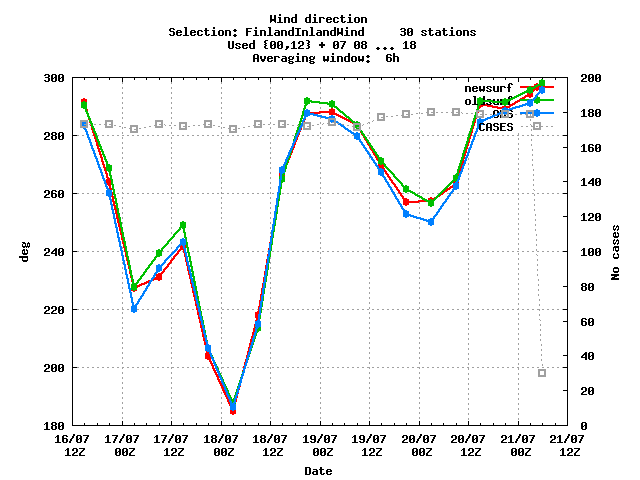 Wind direction
Selection: FinlandInlandWind 30 stations
Used {00,12} + 07 08 ... 18
Averaging window: 6h
300 200
newsurf
oldsurf
OBS
CASES
280 180
160
260 140
120
deg
No cases
240 100
80
220 60
200 40
20
180 0
16/07 17/07 17/07 18/07 18/07 19/07 19/07 20/07 20/07 21/07 21/07
12Z 00Z 12Z 00Z 12Z 00Z 12Z 00Z 12Z 00Z 12Z
Date